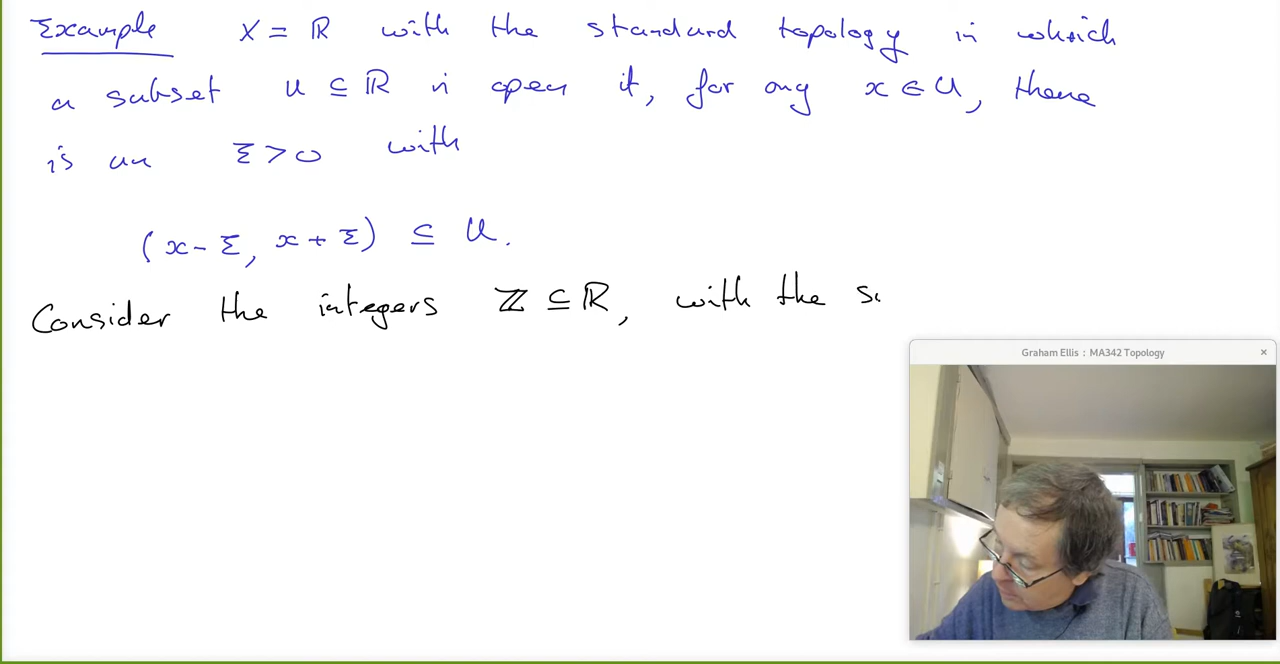 Example X = ℝ with the standard topology in which
a subset U ⊆ ℝ is open if, for any x ∈ U, there
is an Ɛ > 0 with
(x - Ɛ, x + Ɛ) ⊆ U.
Consider the integers ℤ ⊆ ℝ, with the su
Graham Ellis : MA342 Topology